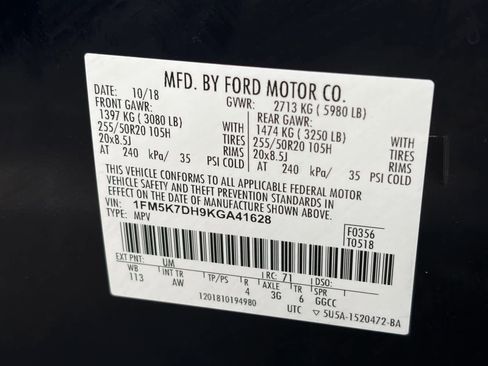 MFD. BY FORD MOTOR CO.
DATE: 10/18 GVWR: 2713 KG ( 5980 LB)
FRONT GAWR: REAR GAWR:
1397 KG ( 3080 LB) 1474 KG ( 3250 LB)
255/50R20 105H TIRES 255/50R20 105H TIRES
20x8.5J RIMS 20x8.5J RIMS
AT 240 kPa/ 35 PSI COLD AT 240 kPa/ 35 PSI COLD
THIS VEHICLE CONFORMS TO ALL APPLICABLE FEDERAL MOTOR
VEHICLE SAFETY AND THEFT PREVENTION STANDARDS IN
EFFECT ON THE DATE OF MANUFACTURE SHOWN ABOVE.
VIN: 1FM5K7DH9KGA41628 F0356
TYPE: MPV T0518
EXT PNT: UM RC: 71 DSO:
WB INT TR TP/PS R AXLE TR SPR
113 AW 4 3G 6 GGCC
1201810194980 UTC ▽ 5U5A-1520472-BA